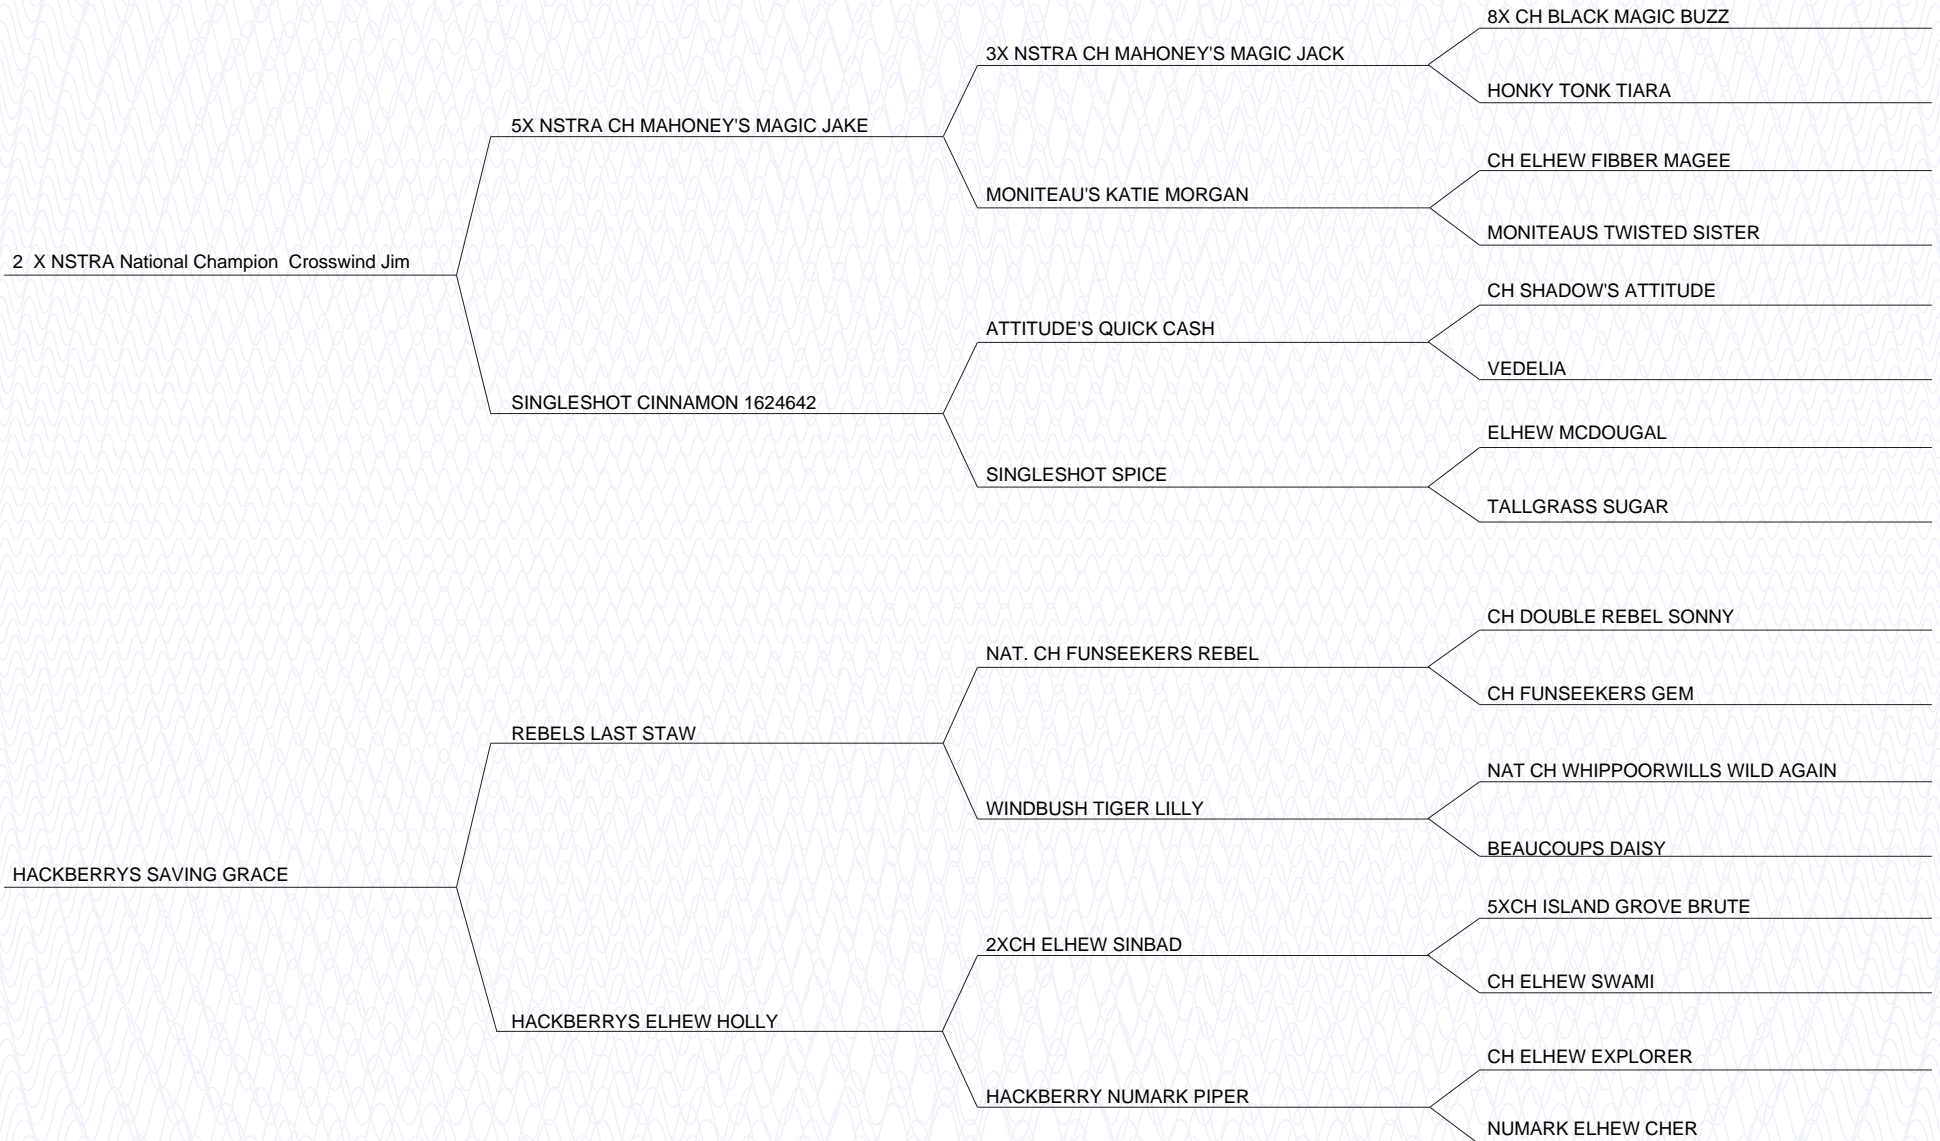 8X CH BLACK MAGIC BUZZ
3X NSTRA CH MAHONEY'S MAGIC JACK
HONKY TONK TIARA
5X NSTRA CH MAHONEY'S MAGIC JAKE
CH ELHEW FIBBER MAGEE
MONITEAU'S KATIE MORGAN
MONITEAUS TWISTED SISTER
2 X NSTRA National Champion Crosswind Jim
CH SHADOW'S ATTITUDE
ATTITUDE'S QUICK CASH
VEDELIA
SINGLESHOT CINNAMON 1624642
ELHEW MCDOUGAL
SINGLESHOT SPICE
TALLGRASS SUGAR
CH DOUBLE REBEL SONNY
NAT. CH FUNSEEKERS REBEL
CH FUNSEEKERS GEM
REBELS LAST STAW
NAT CH WHIPPOORWILLS WILD AGAIN
WINDBUSH TIGER LILLY
BEAUCOUPS DAISY
HACKBERRYS SAVING GRACE
5XCH ISLAND GROVE BRUTE
2XCH ELHEW SINBAD
CH ELHEW SWAMI
HACKBERRYS ELHEW HOLLY
CH ELHEW EXPLORER
HACKBERRY NUMARK PIPER
NUMARK ELHEW CHER